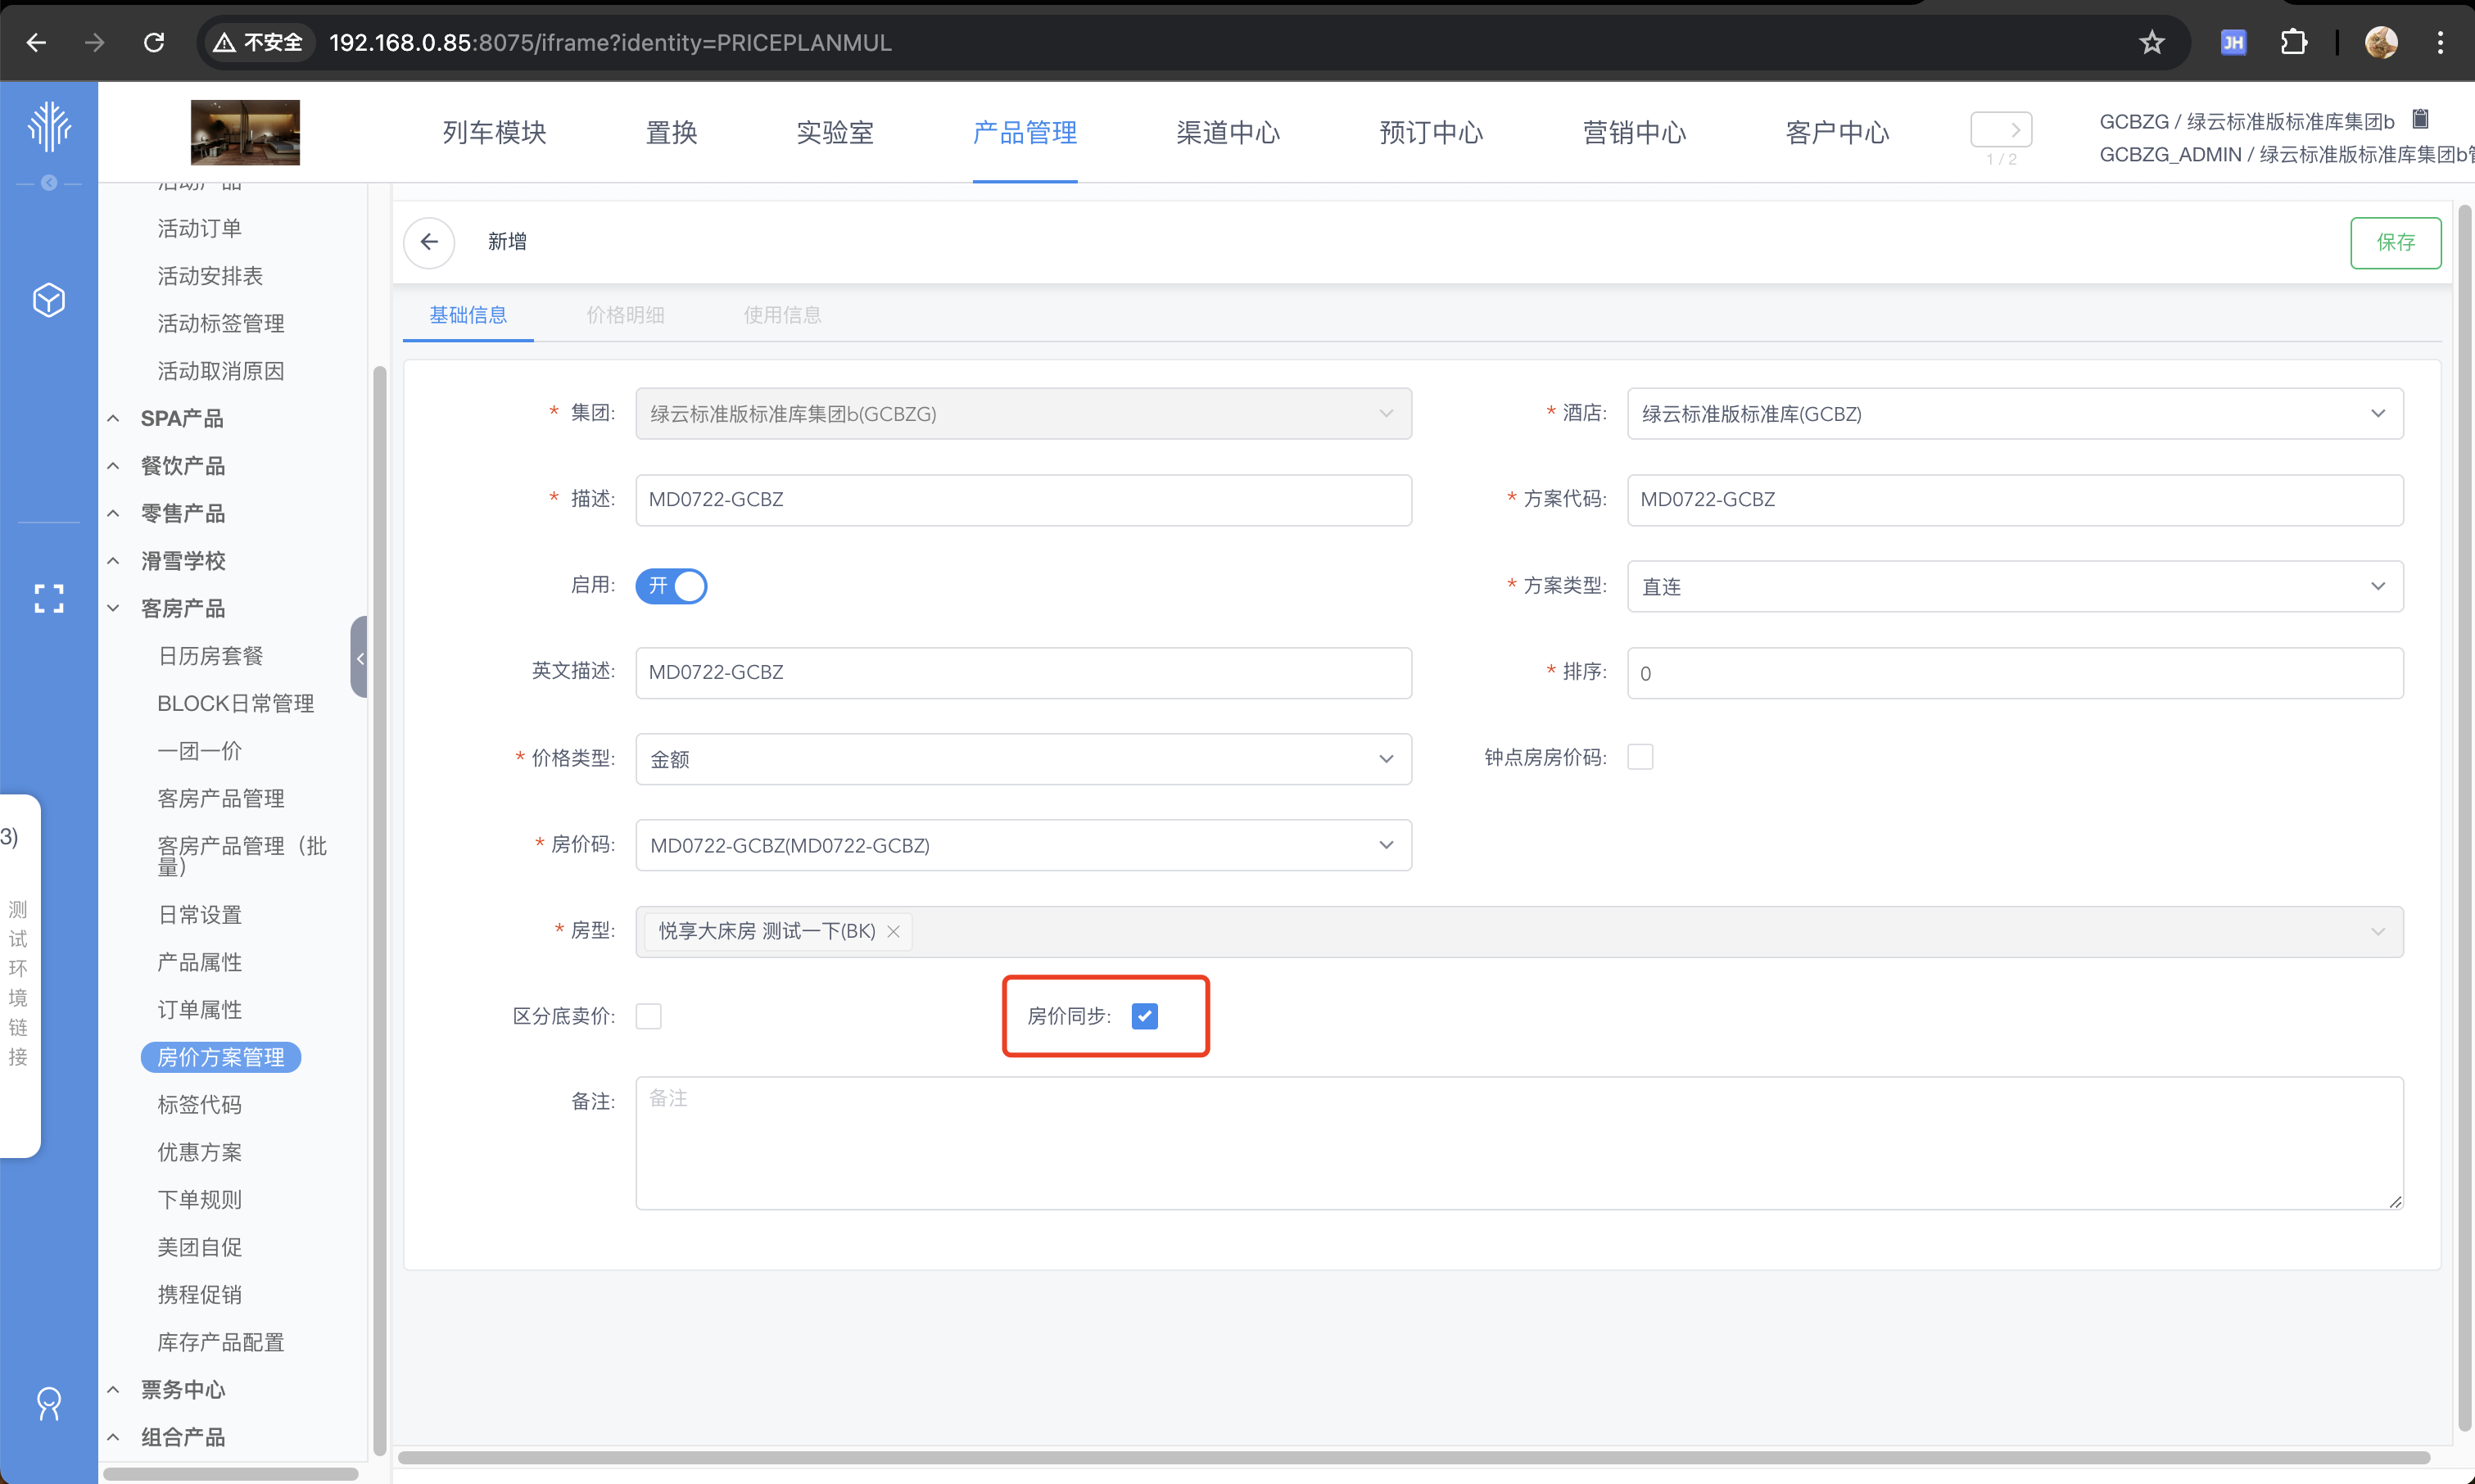 不安全 192.168.0.85:8075/iframe?identity=PRICEPLANMUL
JH
列车模块 置换 实验室 产品管理 渠道中心 预订中心 营销中心 客户中心
1 / 2
GCBZG / 绿云标准版标准库集团b
GCBZG_ADMIN / 绿云标准版标准库集团b管
活动产品
活动订单
活动安排表
活动标签管理
活动取消原因
SPA产品
餐饮产品
零售产品
滑雪学校
客房产品
日历房套餐
BLOCK日常管理
一团一价
客房产品管理
客房产品管理（批
量）
日常设置
产品属性
订单属性
房价方案管理
标签代码
优惠方案
下单规则
美团自促
携程促销
库存产品配置
票务中心
组合产品
3)
测
试
环
境
链
接
新增
保存
基础信息 价格明细 使用信息
* 集团: 绿云标准版标准库集团b(GCBZG)
* 酒店: 绿云标准版标准库(GCBZ)
* 描述: MD0722-GCBZ
* 方案代码: MD0722-GCBZ
启用: 开
* 方案类型: 直连
英文描述: MD0722-GCBZ
* 排序: 0
* 价格类型: 金额
钟点房房价码:
* 房价码: MD0722-GCBZ(MD0722-GCBZ)
* 房型: 悦享大床房 测试一下(BK)
区分底卖价:
房价同步:
备注: 备注